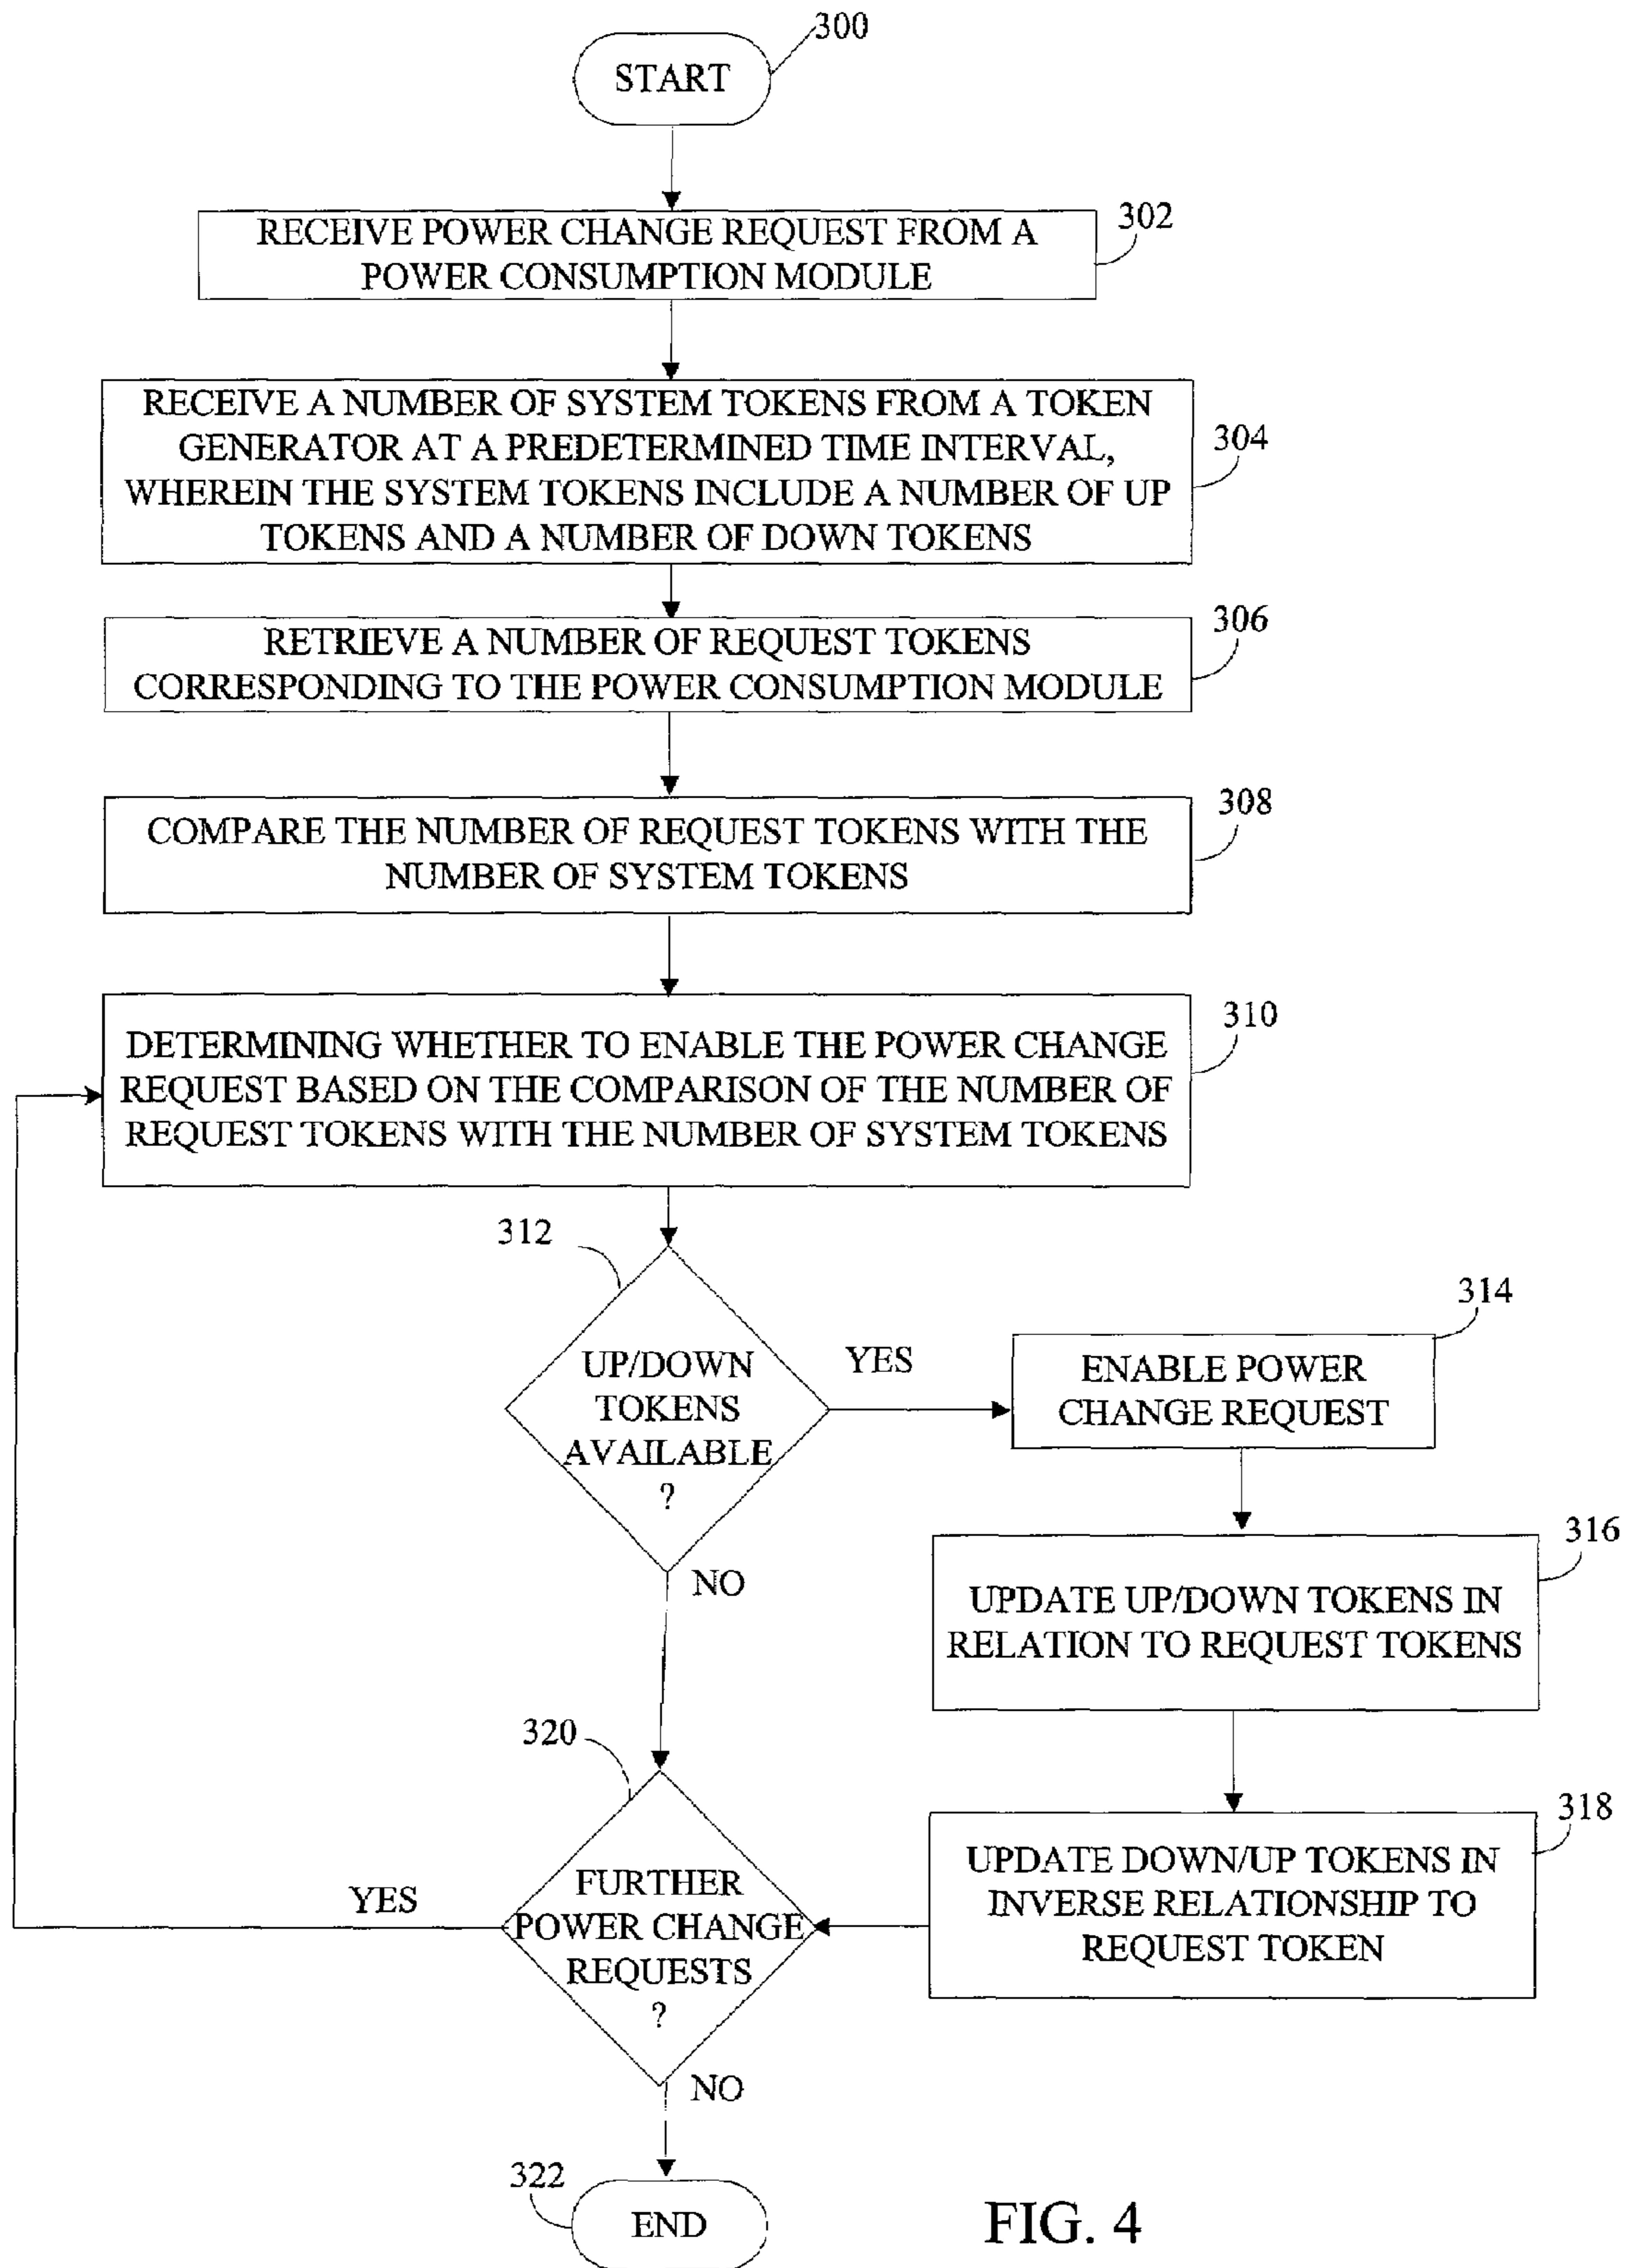 300
START
302
RECEIVE POWER CHANGE REQUEST FROM A
POWER CONSUMPTION MODULE
304
RECEIVE A NUMBER OF SYSTEM TOKENS FROM A TOKEN
GENERATOR AT A PREDETERMINED TIME INTERVAL,
WHEREIN THE SYSTEM TOKENS INCLUDE A NUMBER OF UP
TOKENS AND A NUMBER OF DOWN TOKENS
306
RETRIEVE A NUMBER OF REQUEST TOKENS
CORRESPONDING TO THE POWER CONSUMPTION MODULE
308
COMPARE THE NUMBER OF REQUEST TOKENS WITH THE
NUMBER OF SYSTEM TOKENS
310
DETERMINING WHETHER TO ENABLE THE POWER CHANGE
REQUEST BASED ON THE COMPARISON OF THE NUMBER OF
REQUEST TOKENS WITH THE NUMBER OF SYSTEM TOKENS
312
UP/DOWN
TOKENS
AVAILABLE
?
YES
314
ENABLE POWER
CHANGE REQUEST
NO
316
UPDATE UP/DOWN TOKENS IN
RELATION TO REQUEST TOKENS
318
UPDATE DOWN/UP TOKENS IN
INVERSE RELATIONSHIP TO
REQUEST TOKEN
320
FURTHER
POWER CHANGE
REQUESTS
?
YES
NO
322
END
FIG. 4